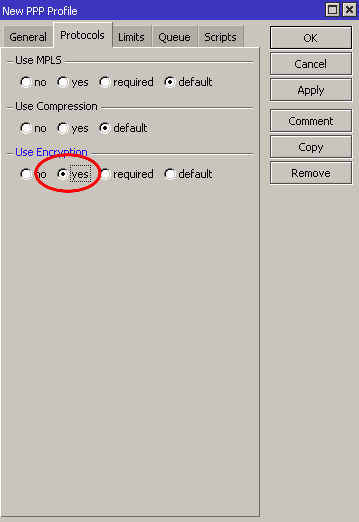 New PPP Profile
General Protocols Limits Queue Scripts
OK
Cancel
Apply
Comment
Copy
Remove
Use MPLS
no yes required default
Use Compression
no yes default
Use Encryption
no yes required default